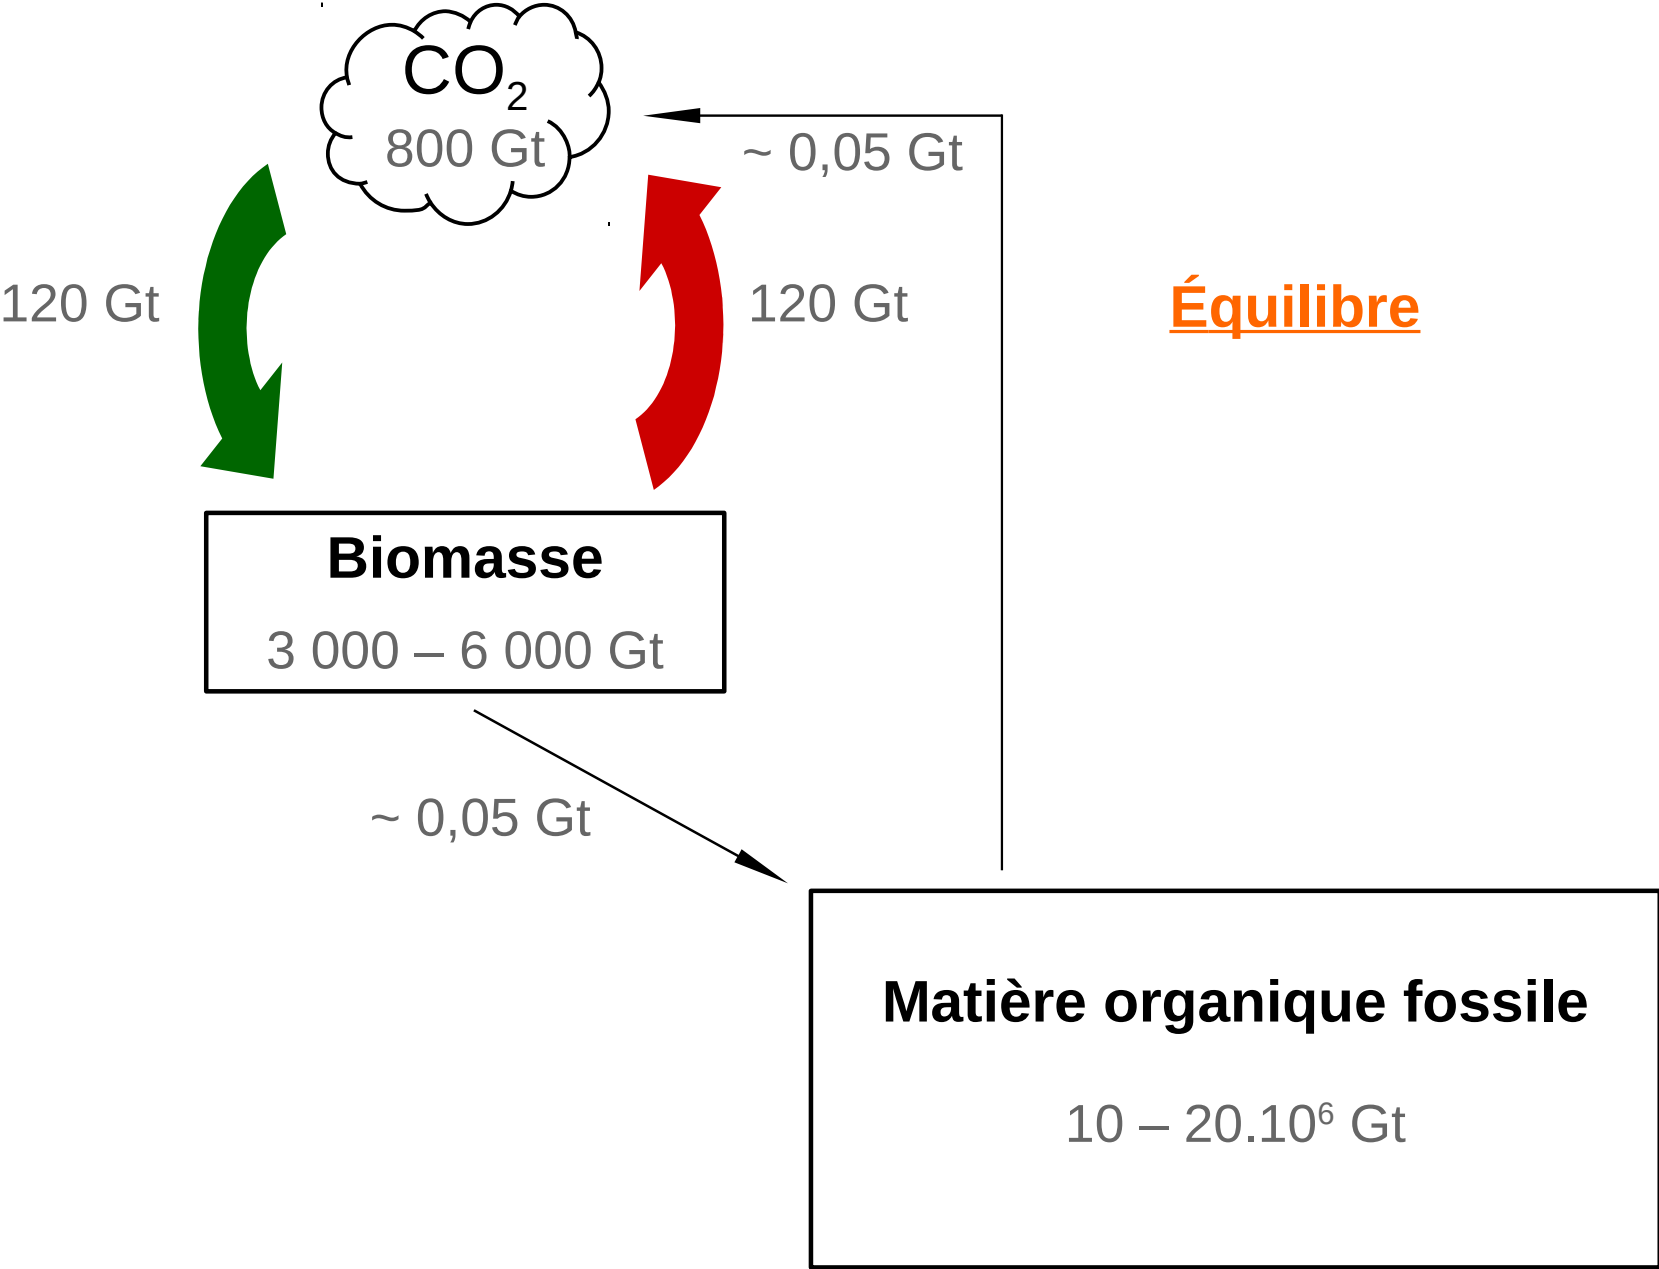 CO₂
800 Gt
~ 0,05 Gt
120 Gt
120 Gt
Équilibre
Biomasse
3 000 – 6 000 Gt
~ 0,05 Gt
Matière organique fossile
10 – 20.10⁶ Gt